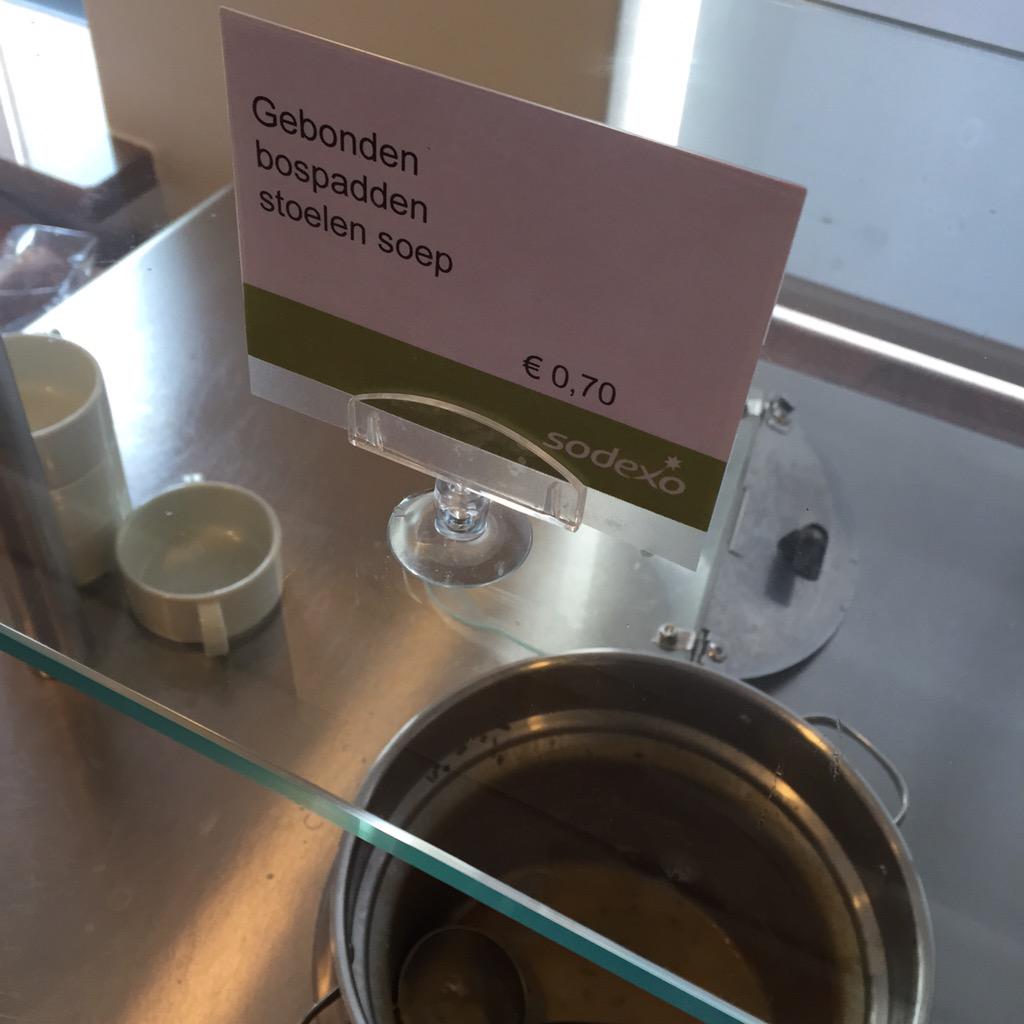 Gebonden
bospadden
stoelen soep
€ 0,70
sodexo